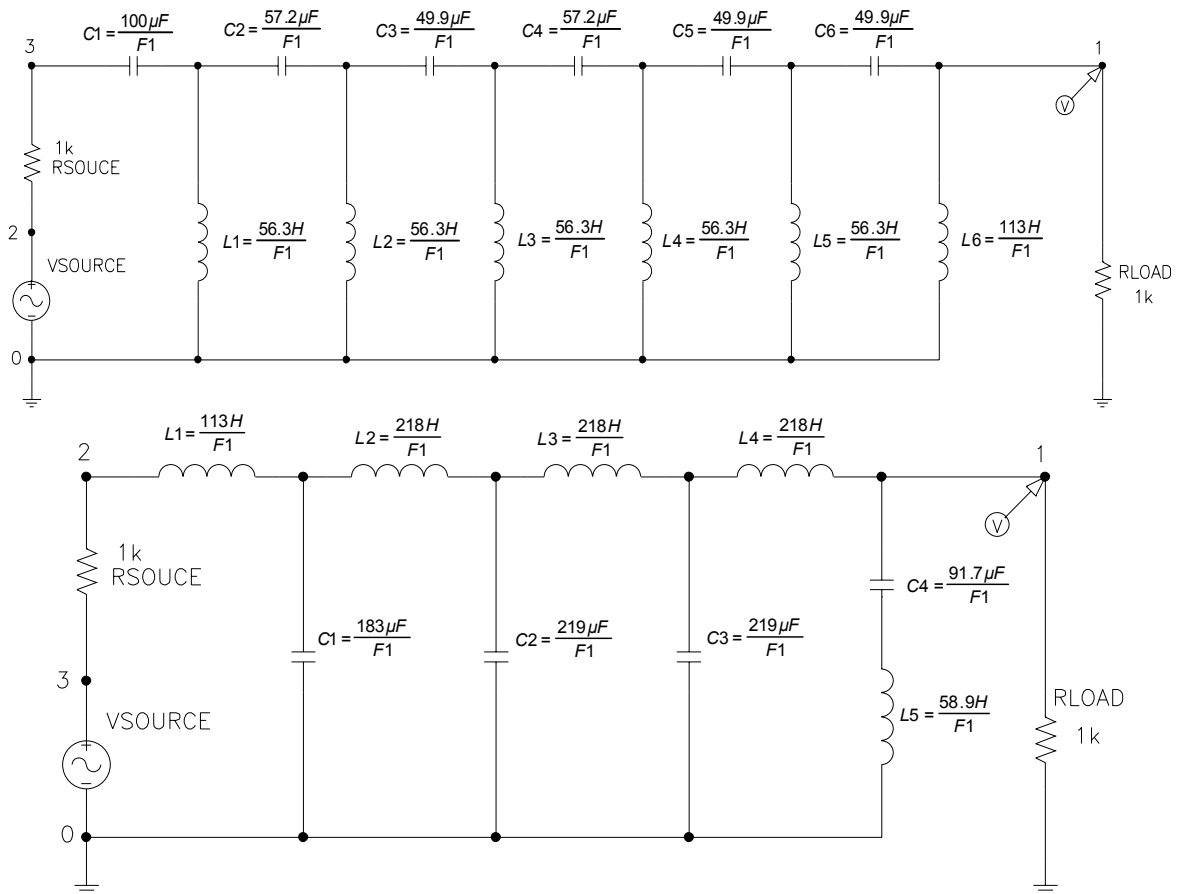 C1 = 100µF / F1
C2 = 57.2µF / F1
C3 = 49.9µF / F1
C4 = 57.2µF / F1
C5 = 49.9µF / F1
C6 = 49.9µF / F1
3
1
V
1k
RSOUCE
2
VSOURCE
L1 = 56.3H / F1
L2 = 56.3H / F1
L3 = 56.3H / F1
L4 = 56.3H / F1
L5 = 56.3H / F1
L6 = 113H / F1
RLOAD
1k
0
L1 = 113H / F1
L2 = 218H / F1
L3 = 218H / F1
L4 = 218H / F1
2
1
V
1k
RSOUCE
C4 = 91.7µF / F1
C1 = 183µF / F1
C2 = 219µF / F1
C3 = 219µF / F1
3
VSOURCE
L5 = 58.9H / F1
RLOAD
1k
0